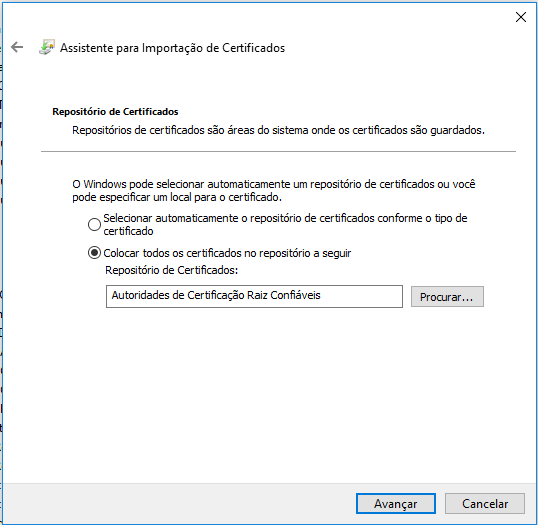 Assistente para Importação de Certificados
Repositório de Certificados
Repositórios de certificados são áreas do sistema onde os certificados são guardados.
O Windows pode selecionar automaticamente um repositório de certificados ou você
pode especificar um local para o certificado.
Selecionar automaticamente o repositório de certificados conforme o tipo de
certificado
Colocar todos os certificados no repositório a seguir
Repositório de Certificados:
Autoridades de Certificação Raiz Confiáveis
Procurar...
Avançar
Cancelar